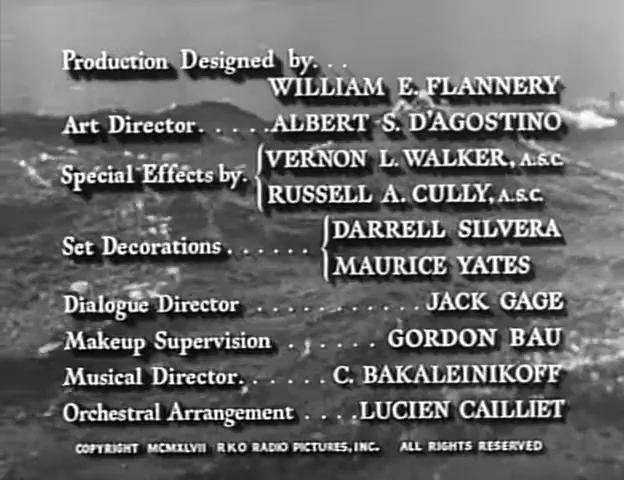 Production Designed by. . .
WILLIAM E. FLANNERY
Art Director. . . . . ALBERT S. D'AGOSTINO
Special Effects by. { VERNON L. WALKER, A.S.C.
RUSSELL A. CULLY, A.S.C.
Set Decorations . . . . . . { DARRELL SILVERA
MAURICE YATES
Dialogue Director . . . . . . . . . . . JACK GAGE
Makeup Supervision . . . . . . GORDON BAU
Musical Director. . . . . . C. BAKALEINIKOFF
Orchestral Arrangement . . . . LUCIEN CAILLIET
COPYRIGHT MCMXLVII RKO RADIO PICTURES, INC. ALL RIGHTS RESERVED